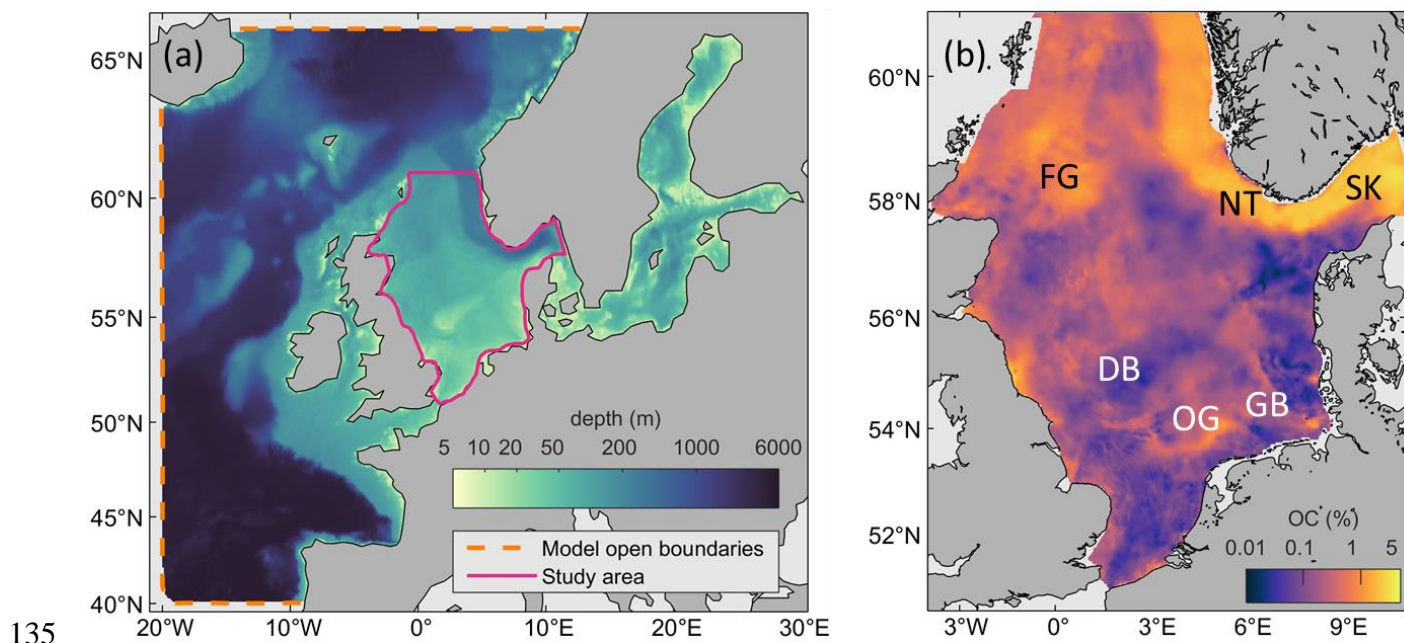 (a)
65°N
60°N
55°N
50°N
45°N
40°N
20°W
10°W
0°E
10°E
20°E
30°E
depth (m)
5 10 20 50 200 1000 6000
Model open boundaries
Study area
(b)
60°N
58°N
56°N
54°N
52°N
3°W
0°E
3°E
6°E
9°E
FG
NT
SK
DB
OG
GB
OC (%)
0.01 0.1 1 5
135